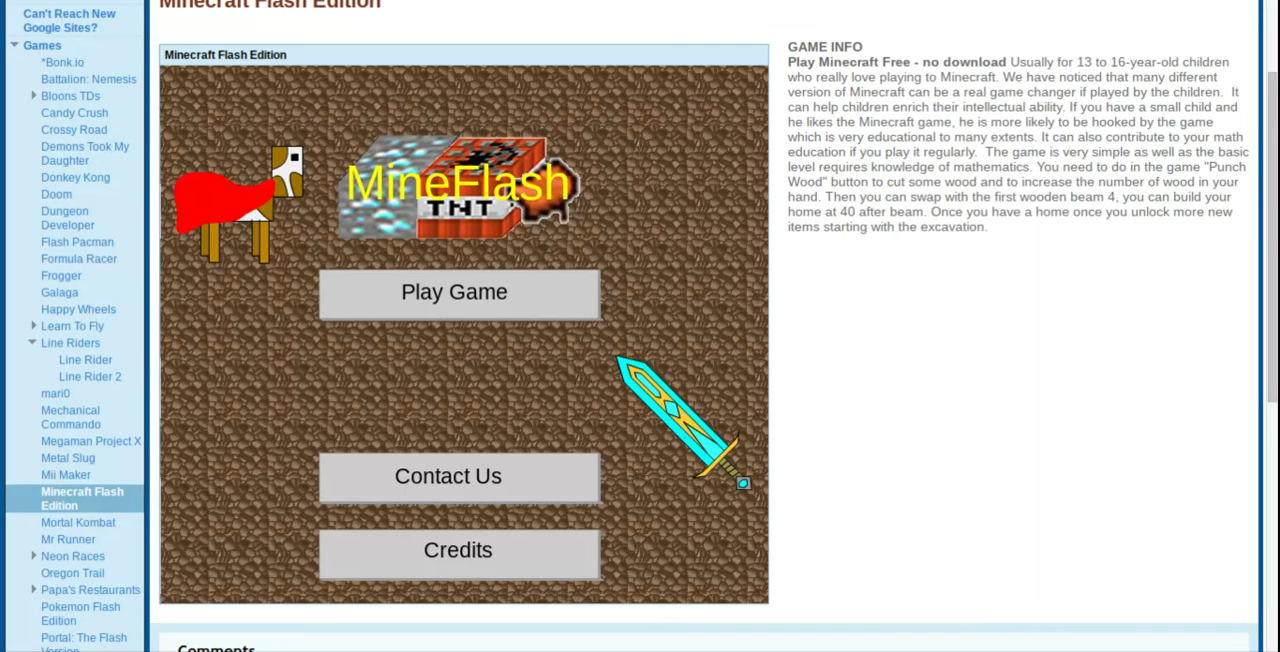 Minecraft Flash Edition
Can't Reach New
Google Sites?
Games
*Bonk.io
Battalion: Nemesis
Bloons TDs
Candy Crush
Crossy Road
Demons Took My
Daughter
Donkey Kong
Doom
Dungeon
Developer
Flash Pacman
Formula Racer
Frogger
Galaga
Happy Wheels
Learn To Fly
Line Riders
Line Rider
Line Rider 2
mari0
Mechanical
Commando
Megaman Project X
Metal Slug
Mii Maker
Minecraft Flash
Edition
Mortal Kombat
Mr Runner
Neon Races
Oregon Trail
Papa's Restaurants
Pokemon Flash
Edition
Portal: The Flash
Version
Minecraft Flash Edition
MineFlash
TNT
Play Game
Contact Us
Credits
GAME INFO
Play Minecraft Free - no download Usually for 13 to 16-year-old children
who really love playing to Minecraft. We have noticed that many different
version of Minecraft can be a real game changer if played by the children.  It
can help children enrich their intellectual ability. If you have a small child and
he likes the Minecraft game, he is more likely to be hooked by the game
which is very educational to many extents. It can also contribute to your math
education if you play it regularly.  The game is very simple as well as the basic
level requires knowledge of mathematics. You need to do in the game "Punch
Wood" button to cut some wood and to increase the number of wood in your
hand. Then you can swap with the first wooden beam 4, you can build your
home at 40 after beam. Once you have a home once you unlock more new
items starting with the excavation.
Comments